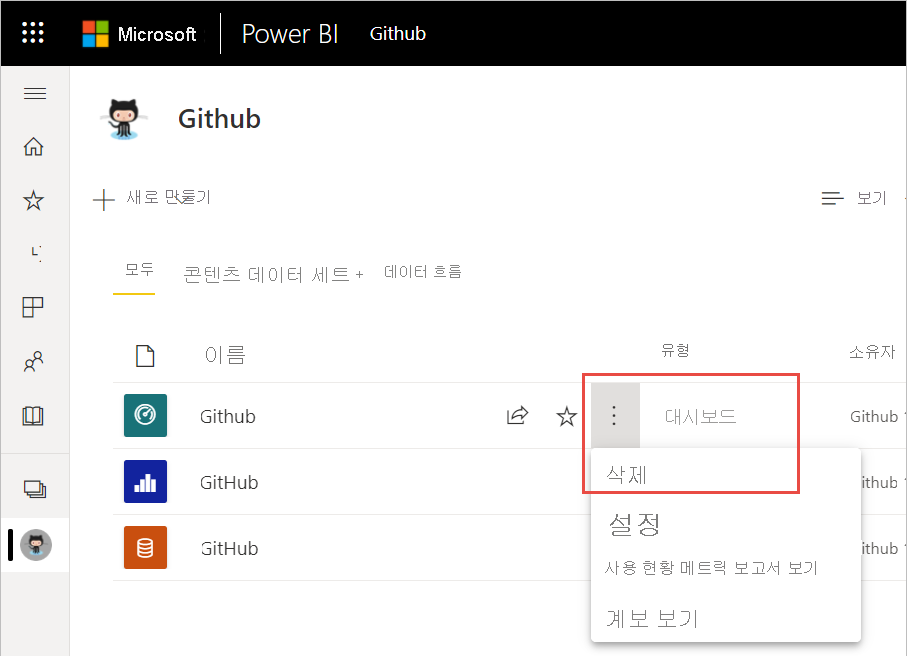 Microsoft Power BI Github
Github
새로 만들기 보기
모두 콘텐츠 데이터 세트 + 데이터 흐름
이름 유형 소유자
Github 대시보드 Github
GitHub
삭제
설정
GitHub
사용 현황 메트릭 보고서 보기
계보 보기